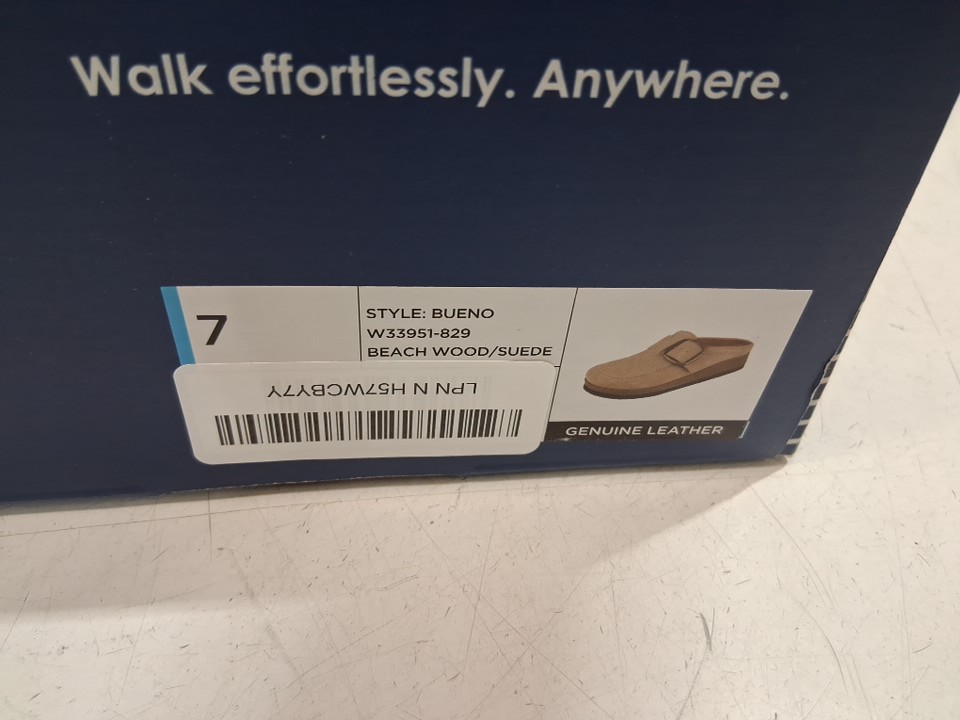 Walk effortlessly. Anywhere.
7
STYLE: BUENO
W33951-829
BEACH WOOD/SUEDE
LPN N H57WCBY7Y
GENUINE LEATHER